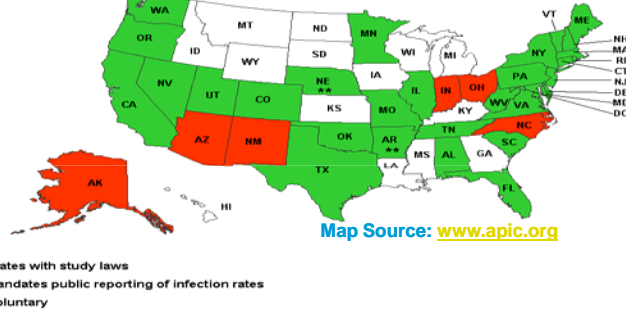 WA
VT
ME
MT
ND
MN
OR
ID
SD
WI
MI
NY
NH
MA
RI
CT
NJ
DE
MD
DC
WY
IA
PA
NE
**
NV
UT
CO
IL
IN
OH
WV
VA
CA
KS
MO
KY
NC
TN
AZ
NM
OK
AR
**
SC
MS
AL
GA
LA
TX
FL
AK
HI
Map Source: www.apic.org
ates with study laws
andates public reporting of infection rates
oluntary